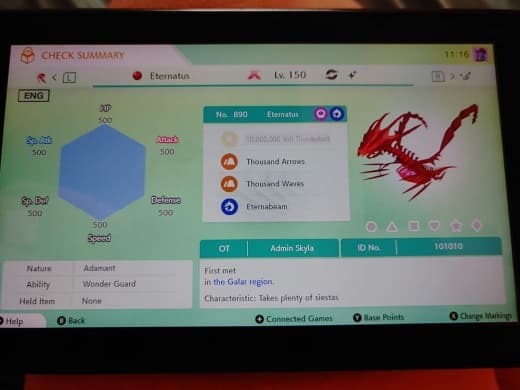 CHECK SUMMARY
11:16
L
Eternatus
Lv. 150
R
ENG
HP
500
Sp. Atk
500
Attack
500
Sp. Def
500
Defense
500
500
Speed
No. 890 Eternatus
10,000,000 Volt Thunderbolt
Thousand Arrows
Thousand Waves
Eternabeam
OT Admin Skyla ID No. 101010
First met
in the Galar region.
Characteristic: Takes plenty of siestas
Nature Adamant
Ability Wonder Guard
Held Item None
Help
B Back
Connected Games
Y Base Points
X Change Markings